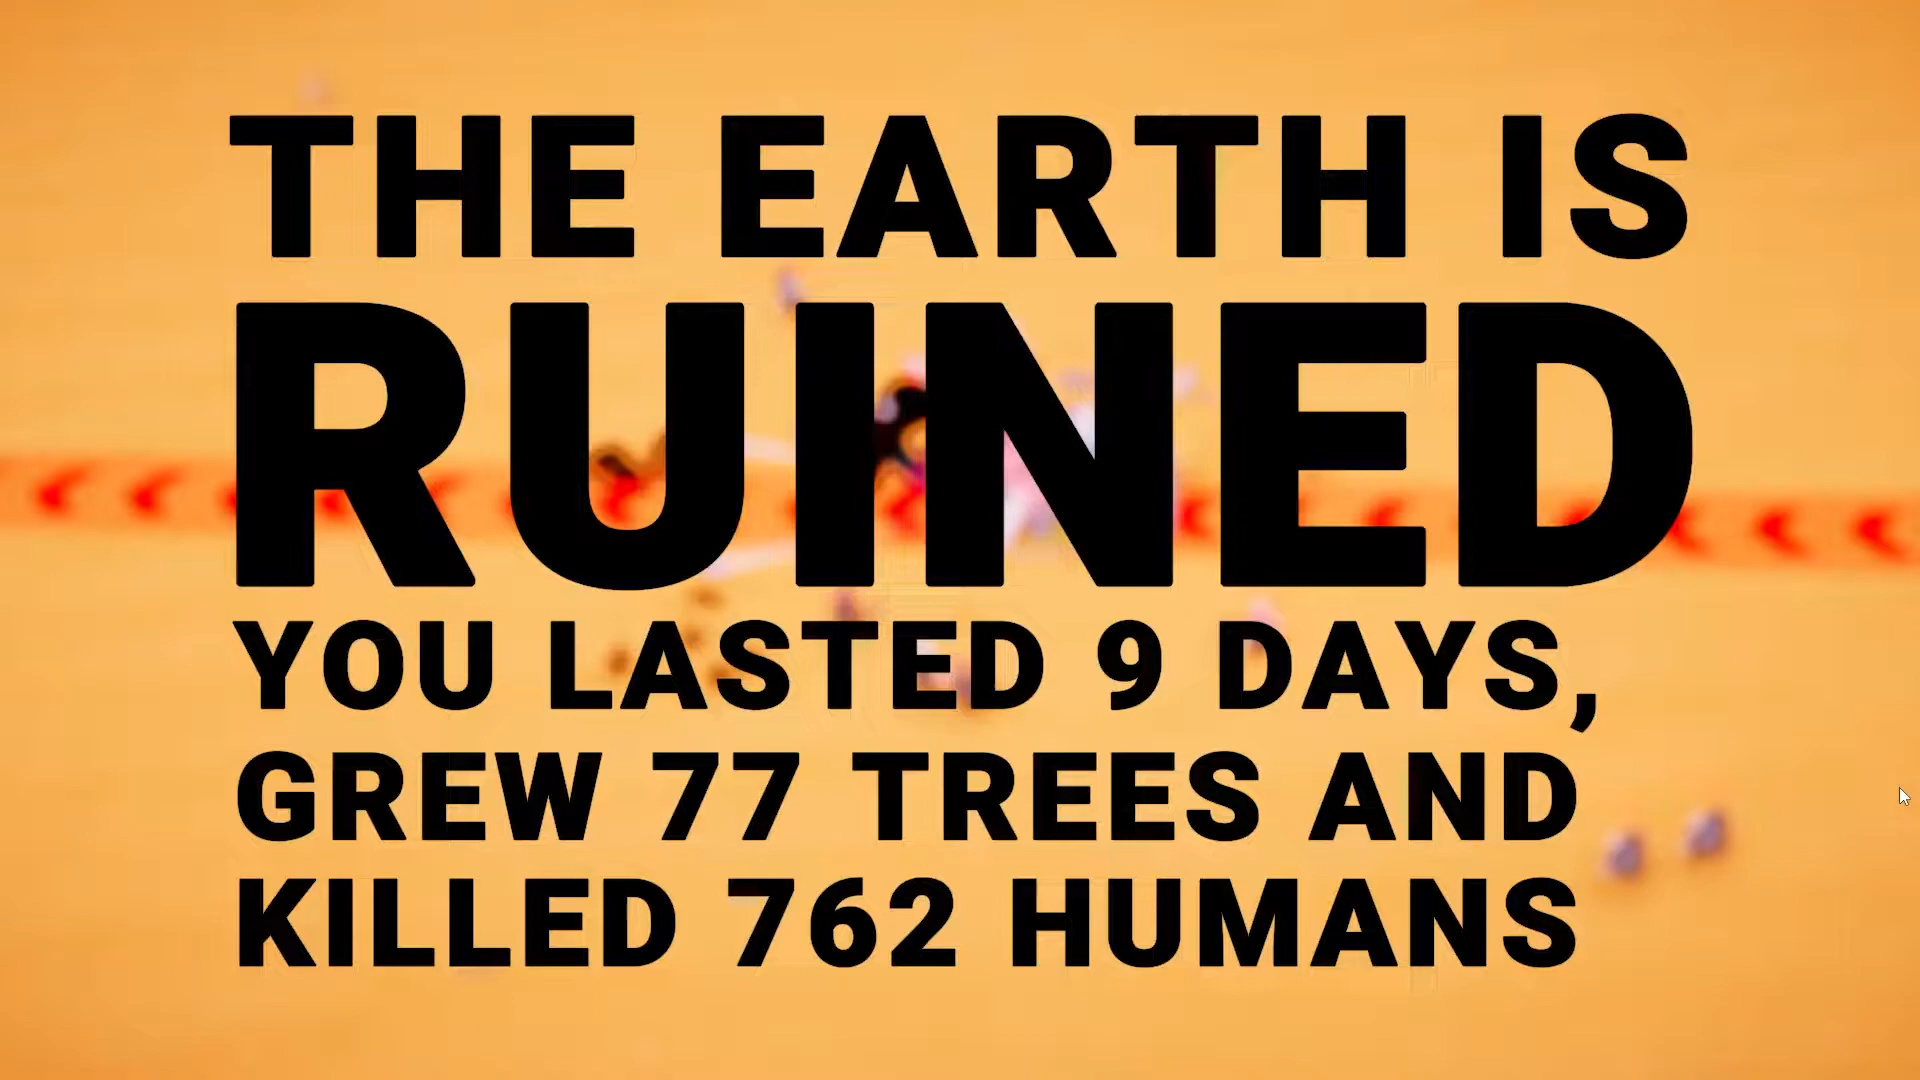 THE EARTH IS
RUINED
YOU LASTED 9 DAYS,
GREW 77 TREES AND
KILLED 762 HUMANS